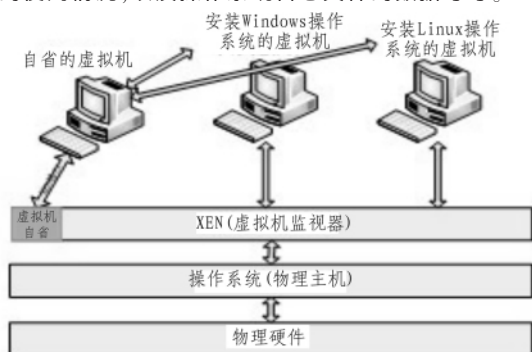 安装Windows操作
系统的虚拟机
安装Linux操作
系统的虚拟机
自省的虚拟机
虚拟机
自省
XEN(虚拟机监视器)
操作系统(物理主机)
物理硬件